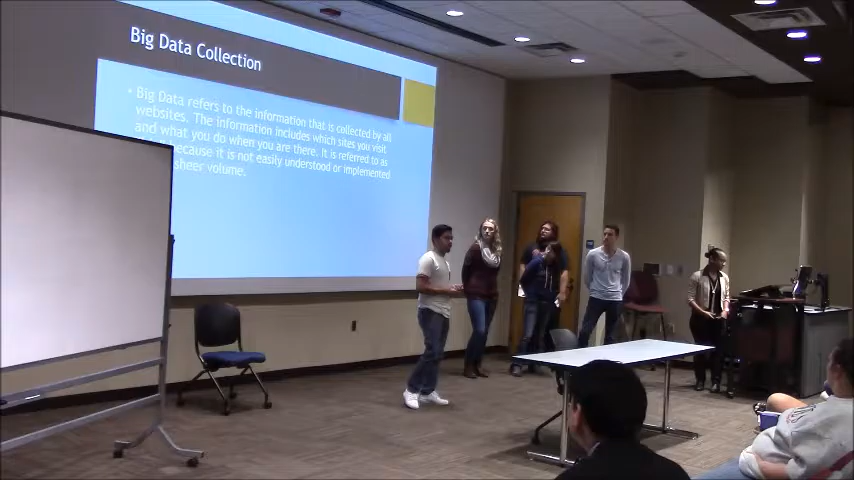 Big Data Collection
• Big Data refers to the information that is collected by all
websites. The information includes which sites you visit
and what you do when you are there. It is referred to as
because it is not easily understood or implemented
sheer volume.